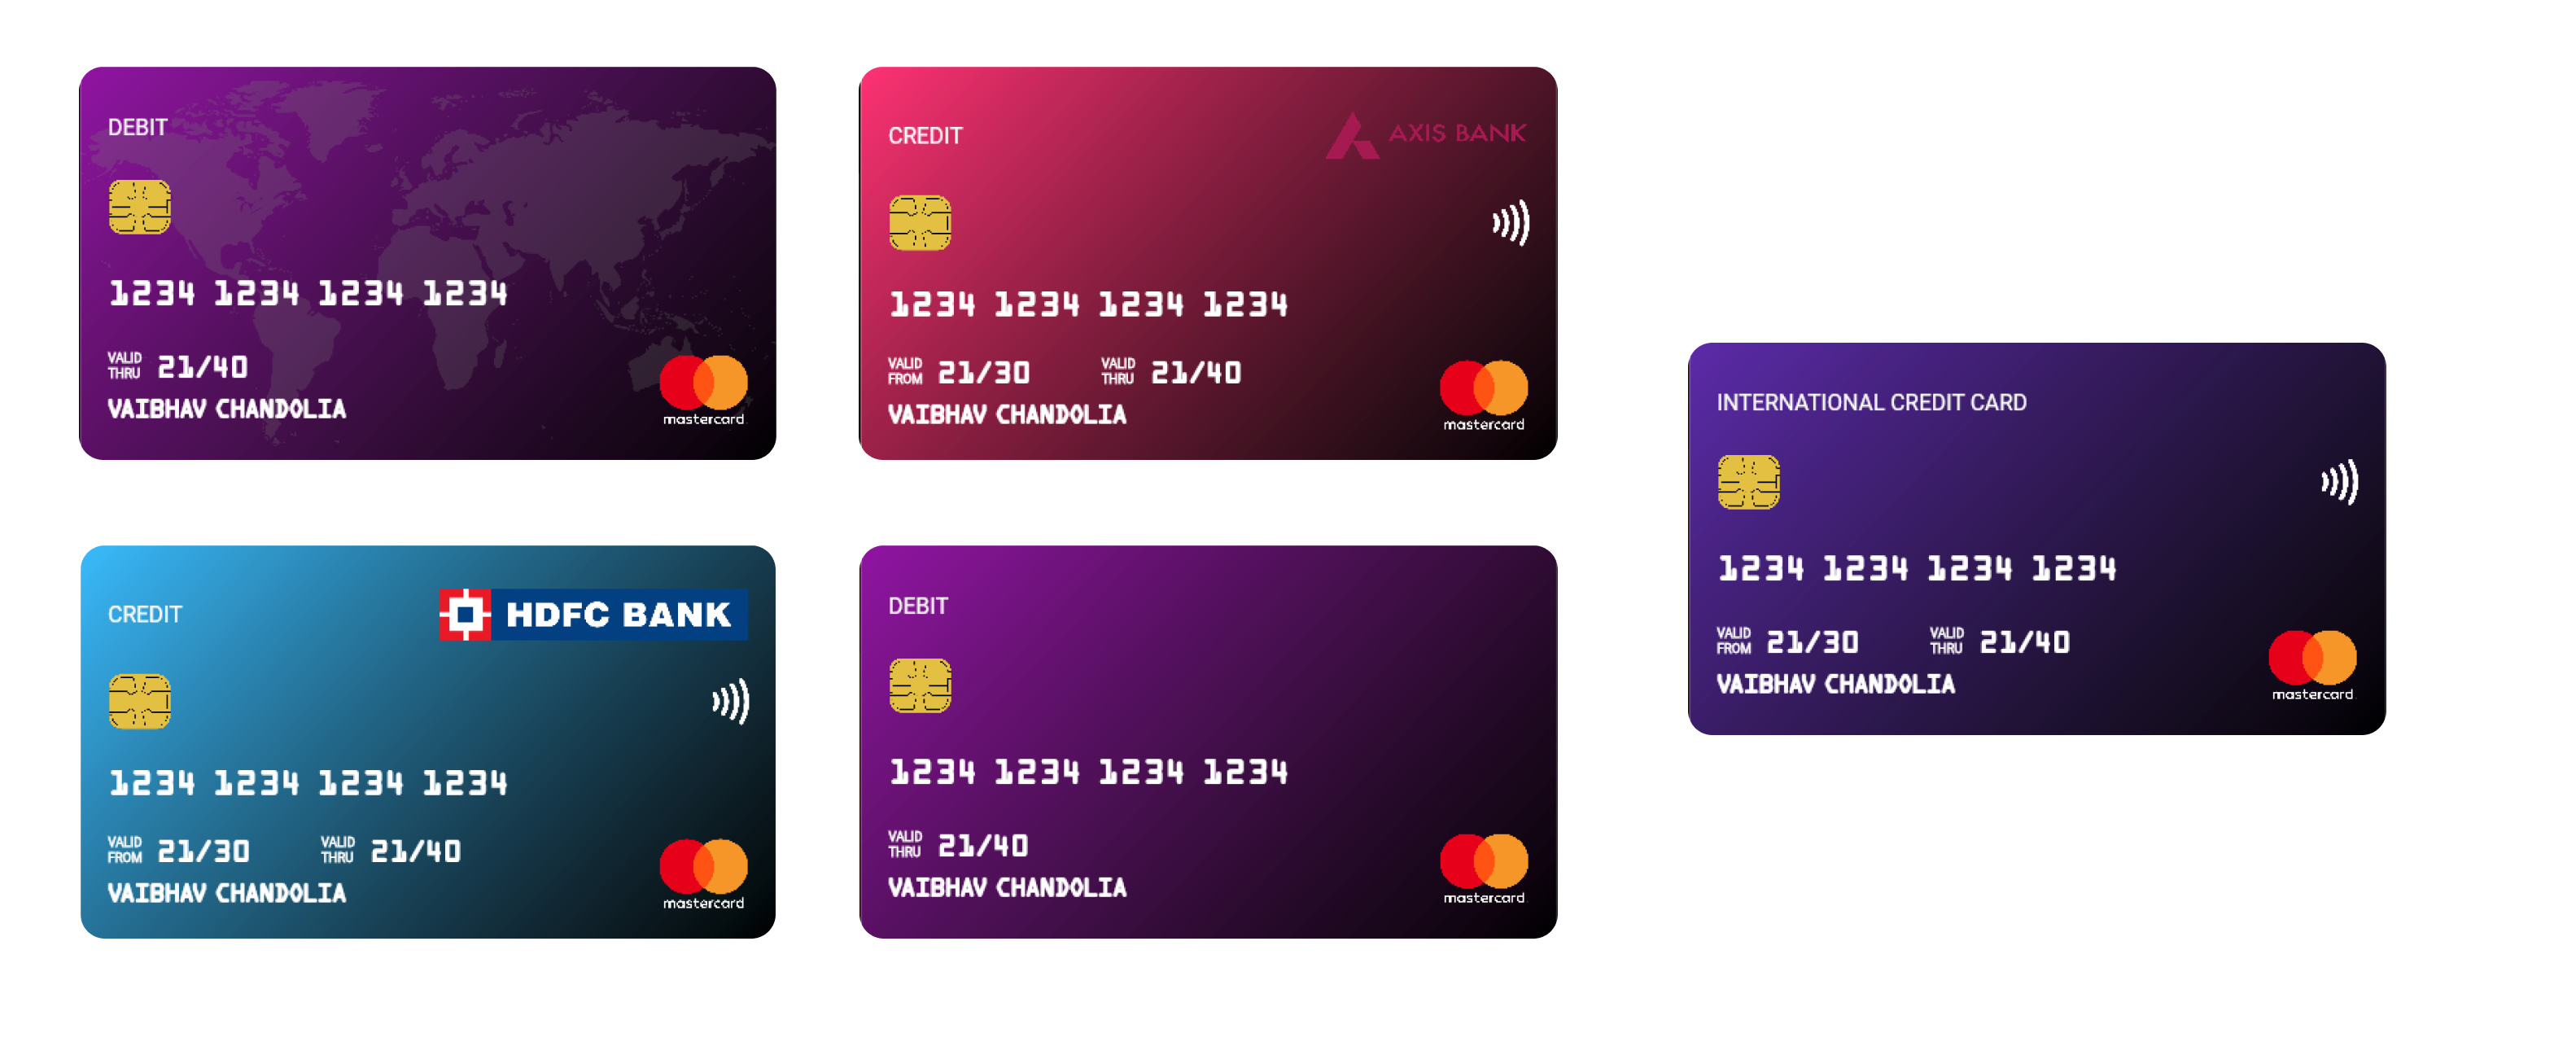 DEBIT
1234 1234 1234 1234
VALID THRU 21/40
VAIBHAV CHANDOLIA
mastercard.
CREDIT
AXIS BANK
1234 1234 1234 1234
VALID FROM 21/30 VALID THRU 21/40
VAIBHAV CHANDOLIA
mastercard
INTERNATIONAL CREDIT CARD
1234 1234 1234 1234
VALID FROM 21/30 VALID THRU 21/40
VAIBHAV CHANDOLIA
mastercard.
CREDIT
HDFC BANK
1234 1234 1234 1234
VALID FROM 21/30 VALID THRU 21/40
VAIBHAV CHANDOLIA
mastercard
DEBIT
1234 1234 1234 1234
VALID THRU 21/40
VAIBHAV CHANDOLIA
mastercard.